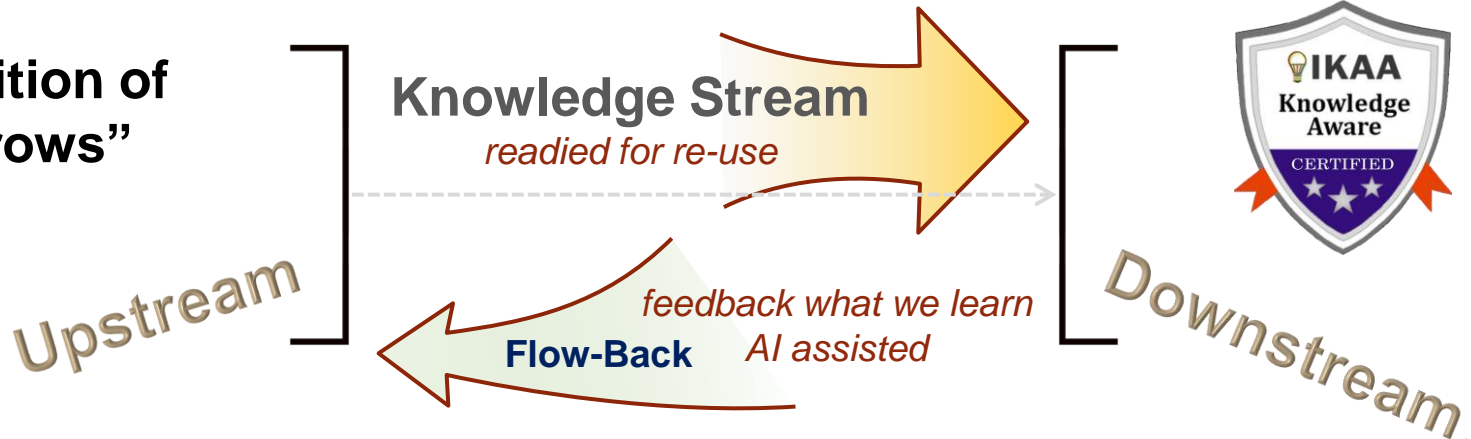 ition of
rows”
Knowledge Stream
readied for re-use
Upstream
Flow-Back
feedback what we learn
AI assisted
Downstream
IKAA
Knowledge
Aware
CERTIFIED